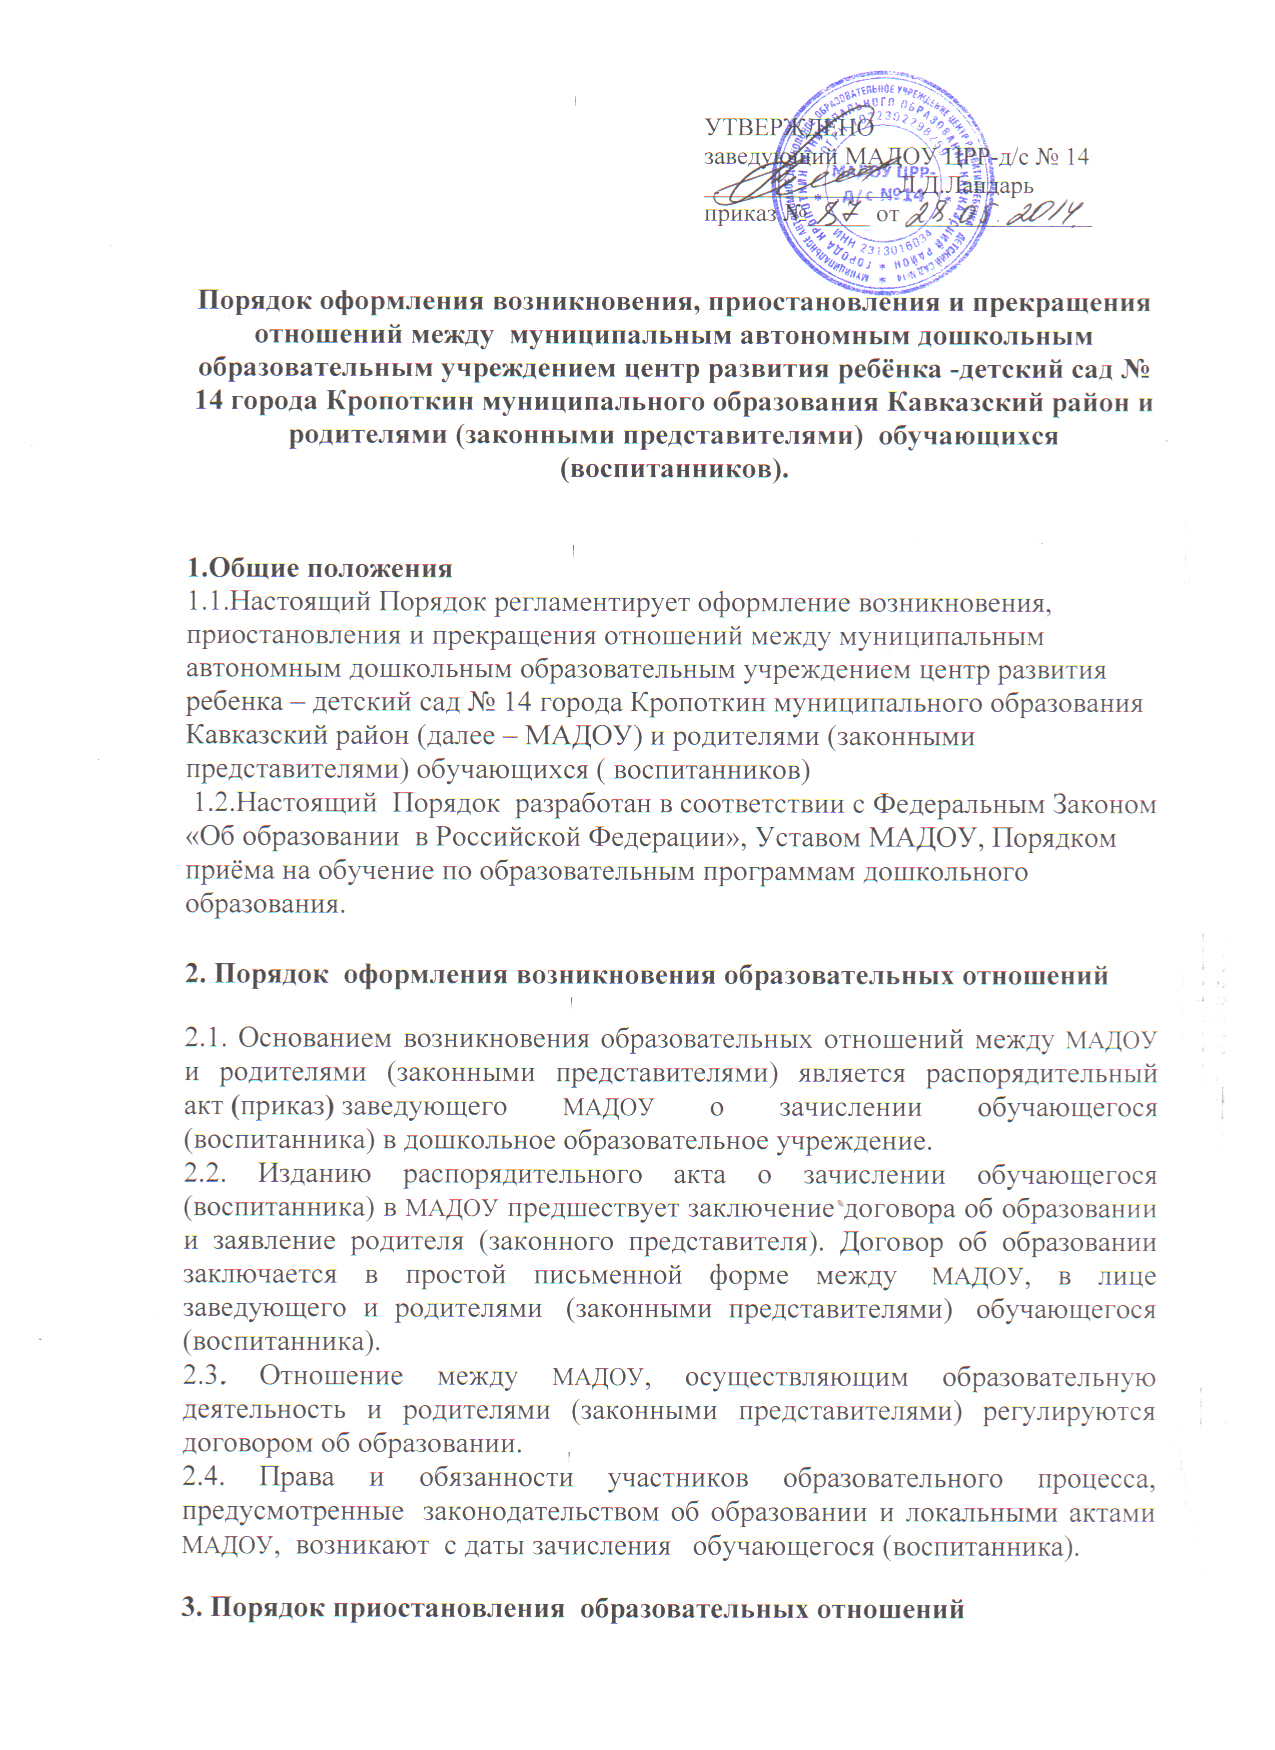 УТВЕРЖДЕНО
заведующий МАДОУ ЦРР-д/с № 14
Л.Д.Ландарь
приказ № 87 от 28.05.2014
МАДОУ ЦРР-
д/с №14
ИНН 2313016034
Порядок оформления возникновения, приостановления и прекращения
отношений между муниципальным автономным дошкольным
образовательным учреждением центр развития ребёнка -детский сад №
14 города Кропоткин муниципального образования Кавказский район и
родителями (законными представителями) обучающихся
(воспитанников).
1.Общие положения
1.1.Настоящий Порядок регламентирует оформление возникновения,
приостановления и прекращения отношений между муниципальным
автономным дошкольным образовательным учреждением центр развития
ребенка – детский сад № 14 города Кропоткин муниципального образования
Кавказский район (далее – МАДОУ) и родителями (законными
представителями) обучающихся ( воспитанников)
1.2.Настоящий Порядок разработан в соответствии с Федеральным Законом
«Об образовании в Российской Федерации», Уставом МАДОУ, Порядком
приёма на обучение по образовательным программам дошкольного
образования.
2. Порядок оформления возникновения образовательных отношений
2.1. Основанием возникновения образовательных отношений между МАДОУ
и родителями (законными представителями) является распорядительный
акт (приказ) заведующего МАДОУ о зачислении обучающегося
(воспитанника) в дошкольное образовательное учреждение.
2.2. Изданию распорядительного акта о зачислении обучающегося
(воспитанника) в МАДОУ предшествует заключение договора об образовании
и заявление родителя (законного представителя). Договор об образовании
заключается в простой письменной форме между МАДОУ, в лице
заведующего и родителями (законными представителями) обучающегося
(воспитанника).
2.3. Отношение между МАДОУ, осуществляющим образовательную
деятельность и родителями (законными представителями) регулируются
договором об образовании.
2.4. Права и обязанности участников образовательного процесса,
предусмотренные законодательством об образовании и локальными актами
МАДОУ, возникают с даты зачисления обучающегося (воспитанника).
3. Порядок приостановления образовательных отношений